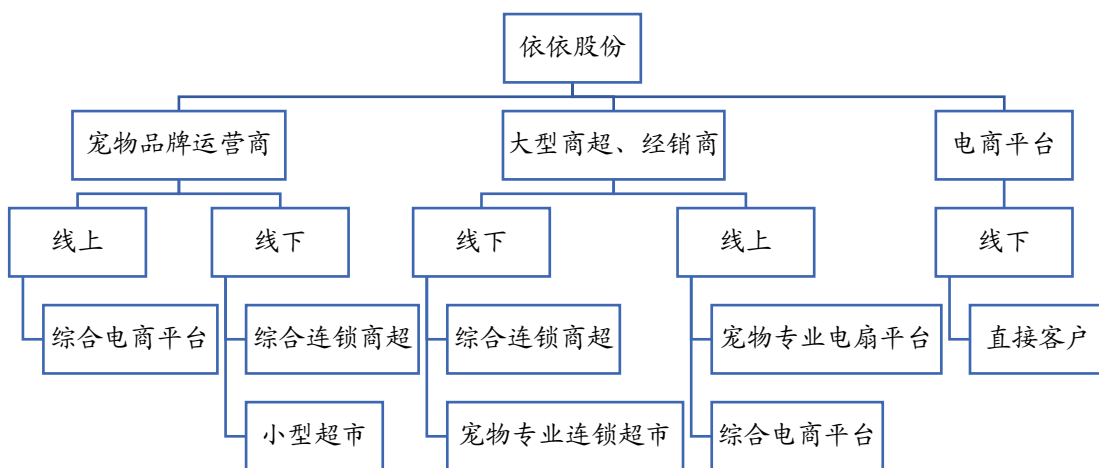 依依股份
宠物品牌运营商
大型商超、经销商
电商平台
线上
线下
线下
线上
线下
综合电商平台
综合连锁商超
综合连锁商超
宠物专业电扇平台
直接客户
小型超市
宠物专业连锁超市
综合电商平台